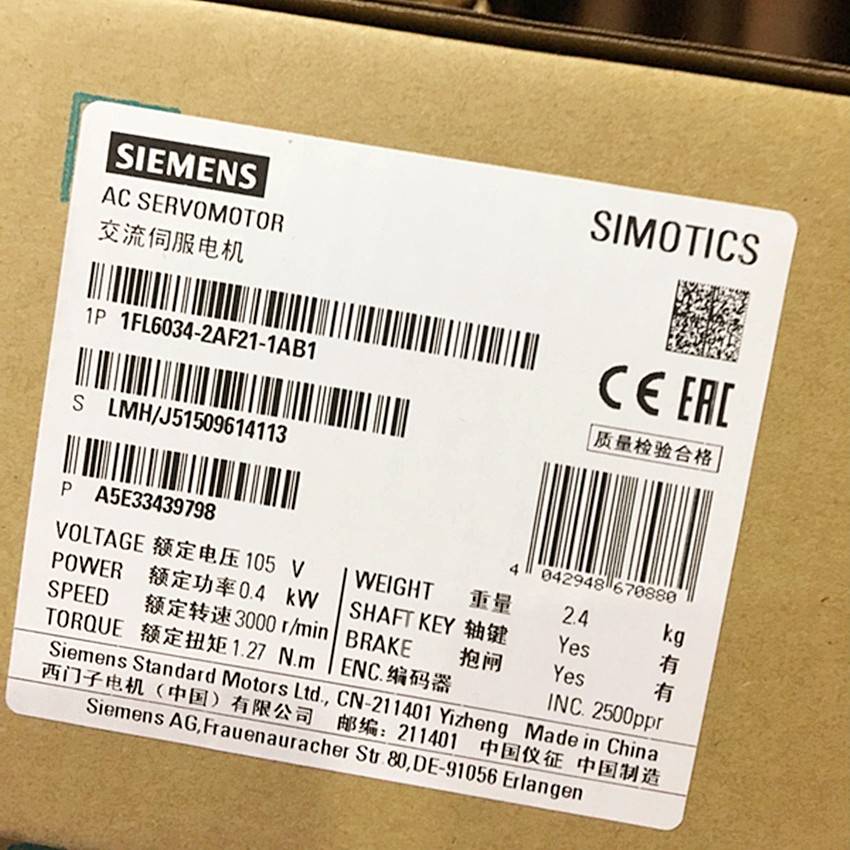 SIEMENS
AC SERVOMOTOR
交流伺服电机
SIMOTICS
1P 1FL6034-2AF21-1AB1
S LMH/J51509614113
P A5E33439798
CE EAC
质量检验合格
4 042948 670880
VOLTAGE 额定电压 105 V
POWER 额定功率 0.4 kW
SPEED 额定转速 3000 r/min
TORQUE 额定扭矩 1.27 N.m
WEIGHT 重量 2.4 kg
SHAFT KEY 轴键 Yes 有
BRAKE 抱闸 Yes 有
ENC. 编码器 INC. 2500ppr
Siemens Standard Motors Ltd., CN-211401 Yizheng Made in China
西门子电机（中国）有限公司 邮编：211401 中国仪征 中国制造
Siemens AG,Frauenauracher Str.80,DE-91056 Erlangen